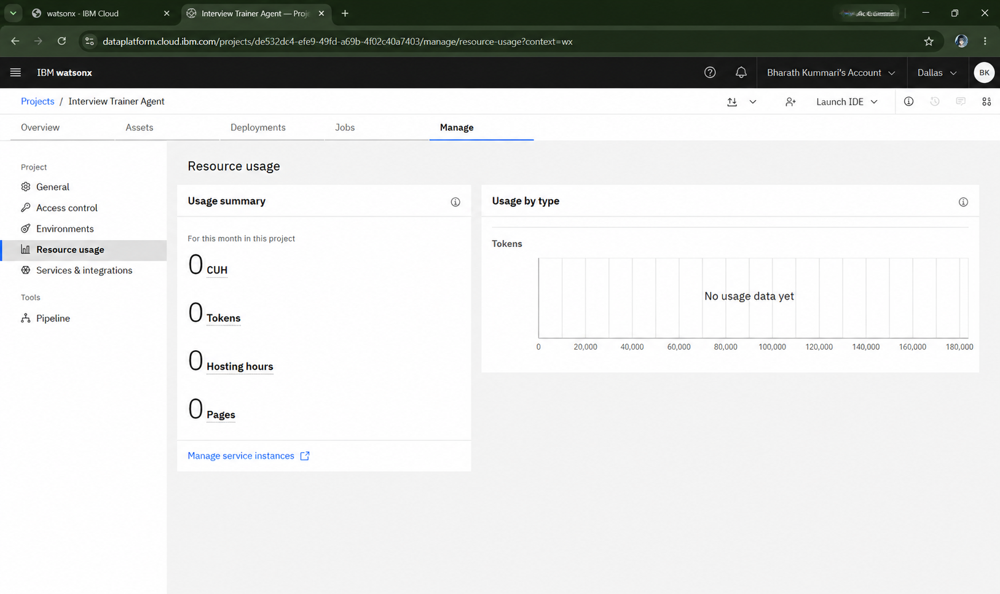 watsonx - IBM Cloud
Interview Trainer Agent — Proje
dataplatform.cloud.ibm.com/projects/de532dc4-efe9-49fd-a69b-4f02c40a7403/manage/resource-usage?context=wx
IBM watsonx
Bharath Kummari's Account
Dallas
BK
Projects / Interview Trainer Agent
Launch IDE
Overview
Assets
Deployments
Jobs
Manage
Project
General
Access control
Environments
Resource usage
Services & integrations
Tools
Pipeline
Resource usage
Usage summary
For this month in this project
0 CUH
0 Tokens
0 Hosting hours
0 Pages
Manage service instances
Usage by type
Tokens
No usage data yet
0 20,000 40,000 60,000 80,000 100,000 120,000 140,000 160,000 180,000